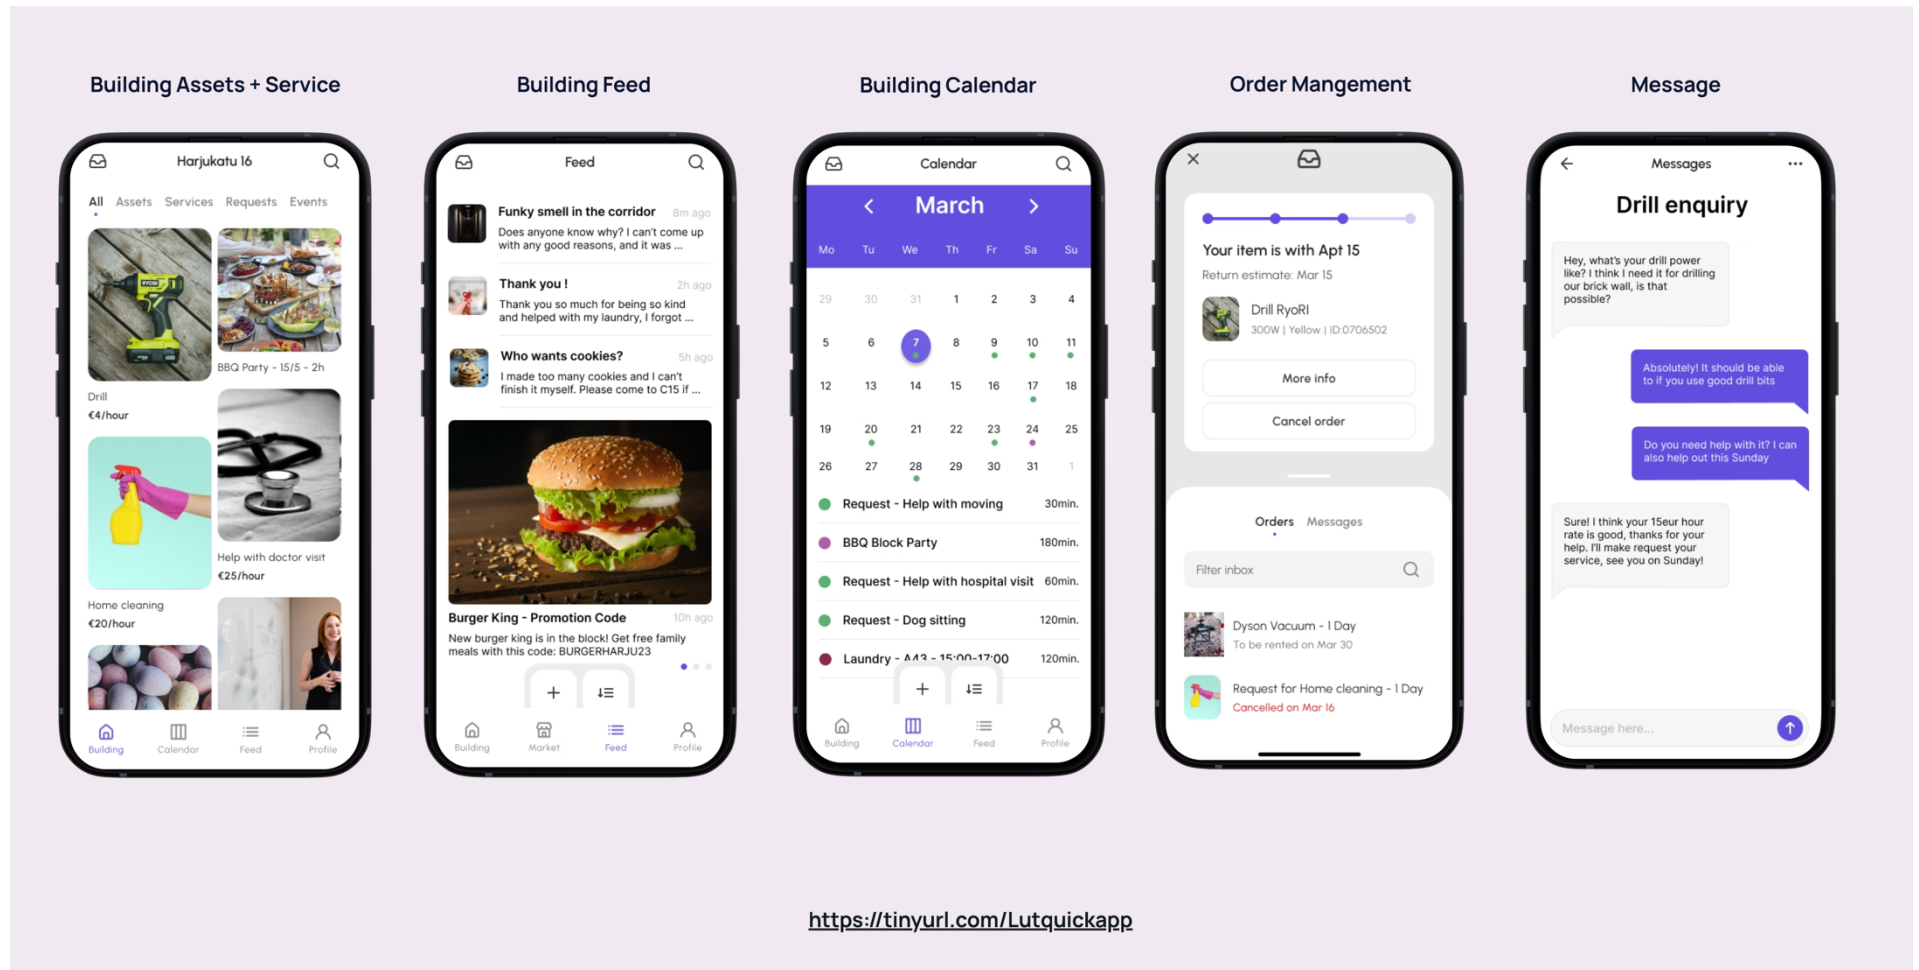 Building Assets + Service
Building Feed
Building Calendar
Order Mangement
Message
Harjukatu 16
All Assets Services Requests Events
RYOBI
BBQ Party - 15/5 - 2h
Drill
€4/hour
Help with doctor visit
€25/hour
Home cleaning
€20/hour
Building Calendar Feed Profile
Feed
Funky smell in the corridor 8m ago
Does anyone know why? I can't come up
with any good reasons, and it was ...
Thank you ! 2h ago
Thank you so much for being so kind
and helped with my laundry, I forgot ...
Who wants cookies? 5h ago
I made too many cookies and I can't
finish it myself. Please come to C15 if ...
Burger King - Promotion Code 10h ago
New burger king is in the block! Get free family
meals with this code: BURGERHARJU23
Building Market Feed Profile
Calendar
March
Mo Tu We Th Fr Sa Su
29 30 31 1 2 3 4
5 6 7 8 9 10 11
12 13 14 15 16 17 18
19 20 21 22 23 24 25
26 27 28 29 30 31 1
Request - Help with moving 30min.
BBQ Block Party 180min.
Request - Help with hospital visit 60min.
Request - Dog sitting 120min.
Laundry - A43 - 15:00-17:00 120min.
Building Calendar Feed Profile
Your item is with Apt 15
Return estimate: Mar 15
Drill RyoRI
300W | Yellow | ID:0706502
More info
Cancel order
Orders Messages
Filter inbox
Dyson Vacuum - 1 Day
To be rented on Mar 30
Request for Home cleaning - 1 Day
Cancelled on Mar 16
Messages
Drill enquiry
Hey, what's your drill power
like? I think I need it for drilling
our brick wall, is that
possible?
Absolutely! It should be able
to if you use good drill bits
Do you need help with it? I can
also help out this Sunday
Sure! I think your 15eur hour
rate is good, thanks for your
help. I'll make request your
service, see you on Sunday!
Message here...
https://tinyurl.com/Lutquickapp